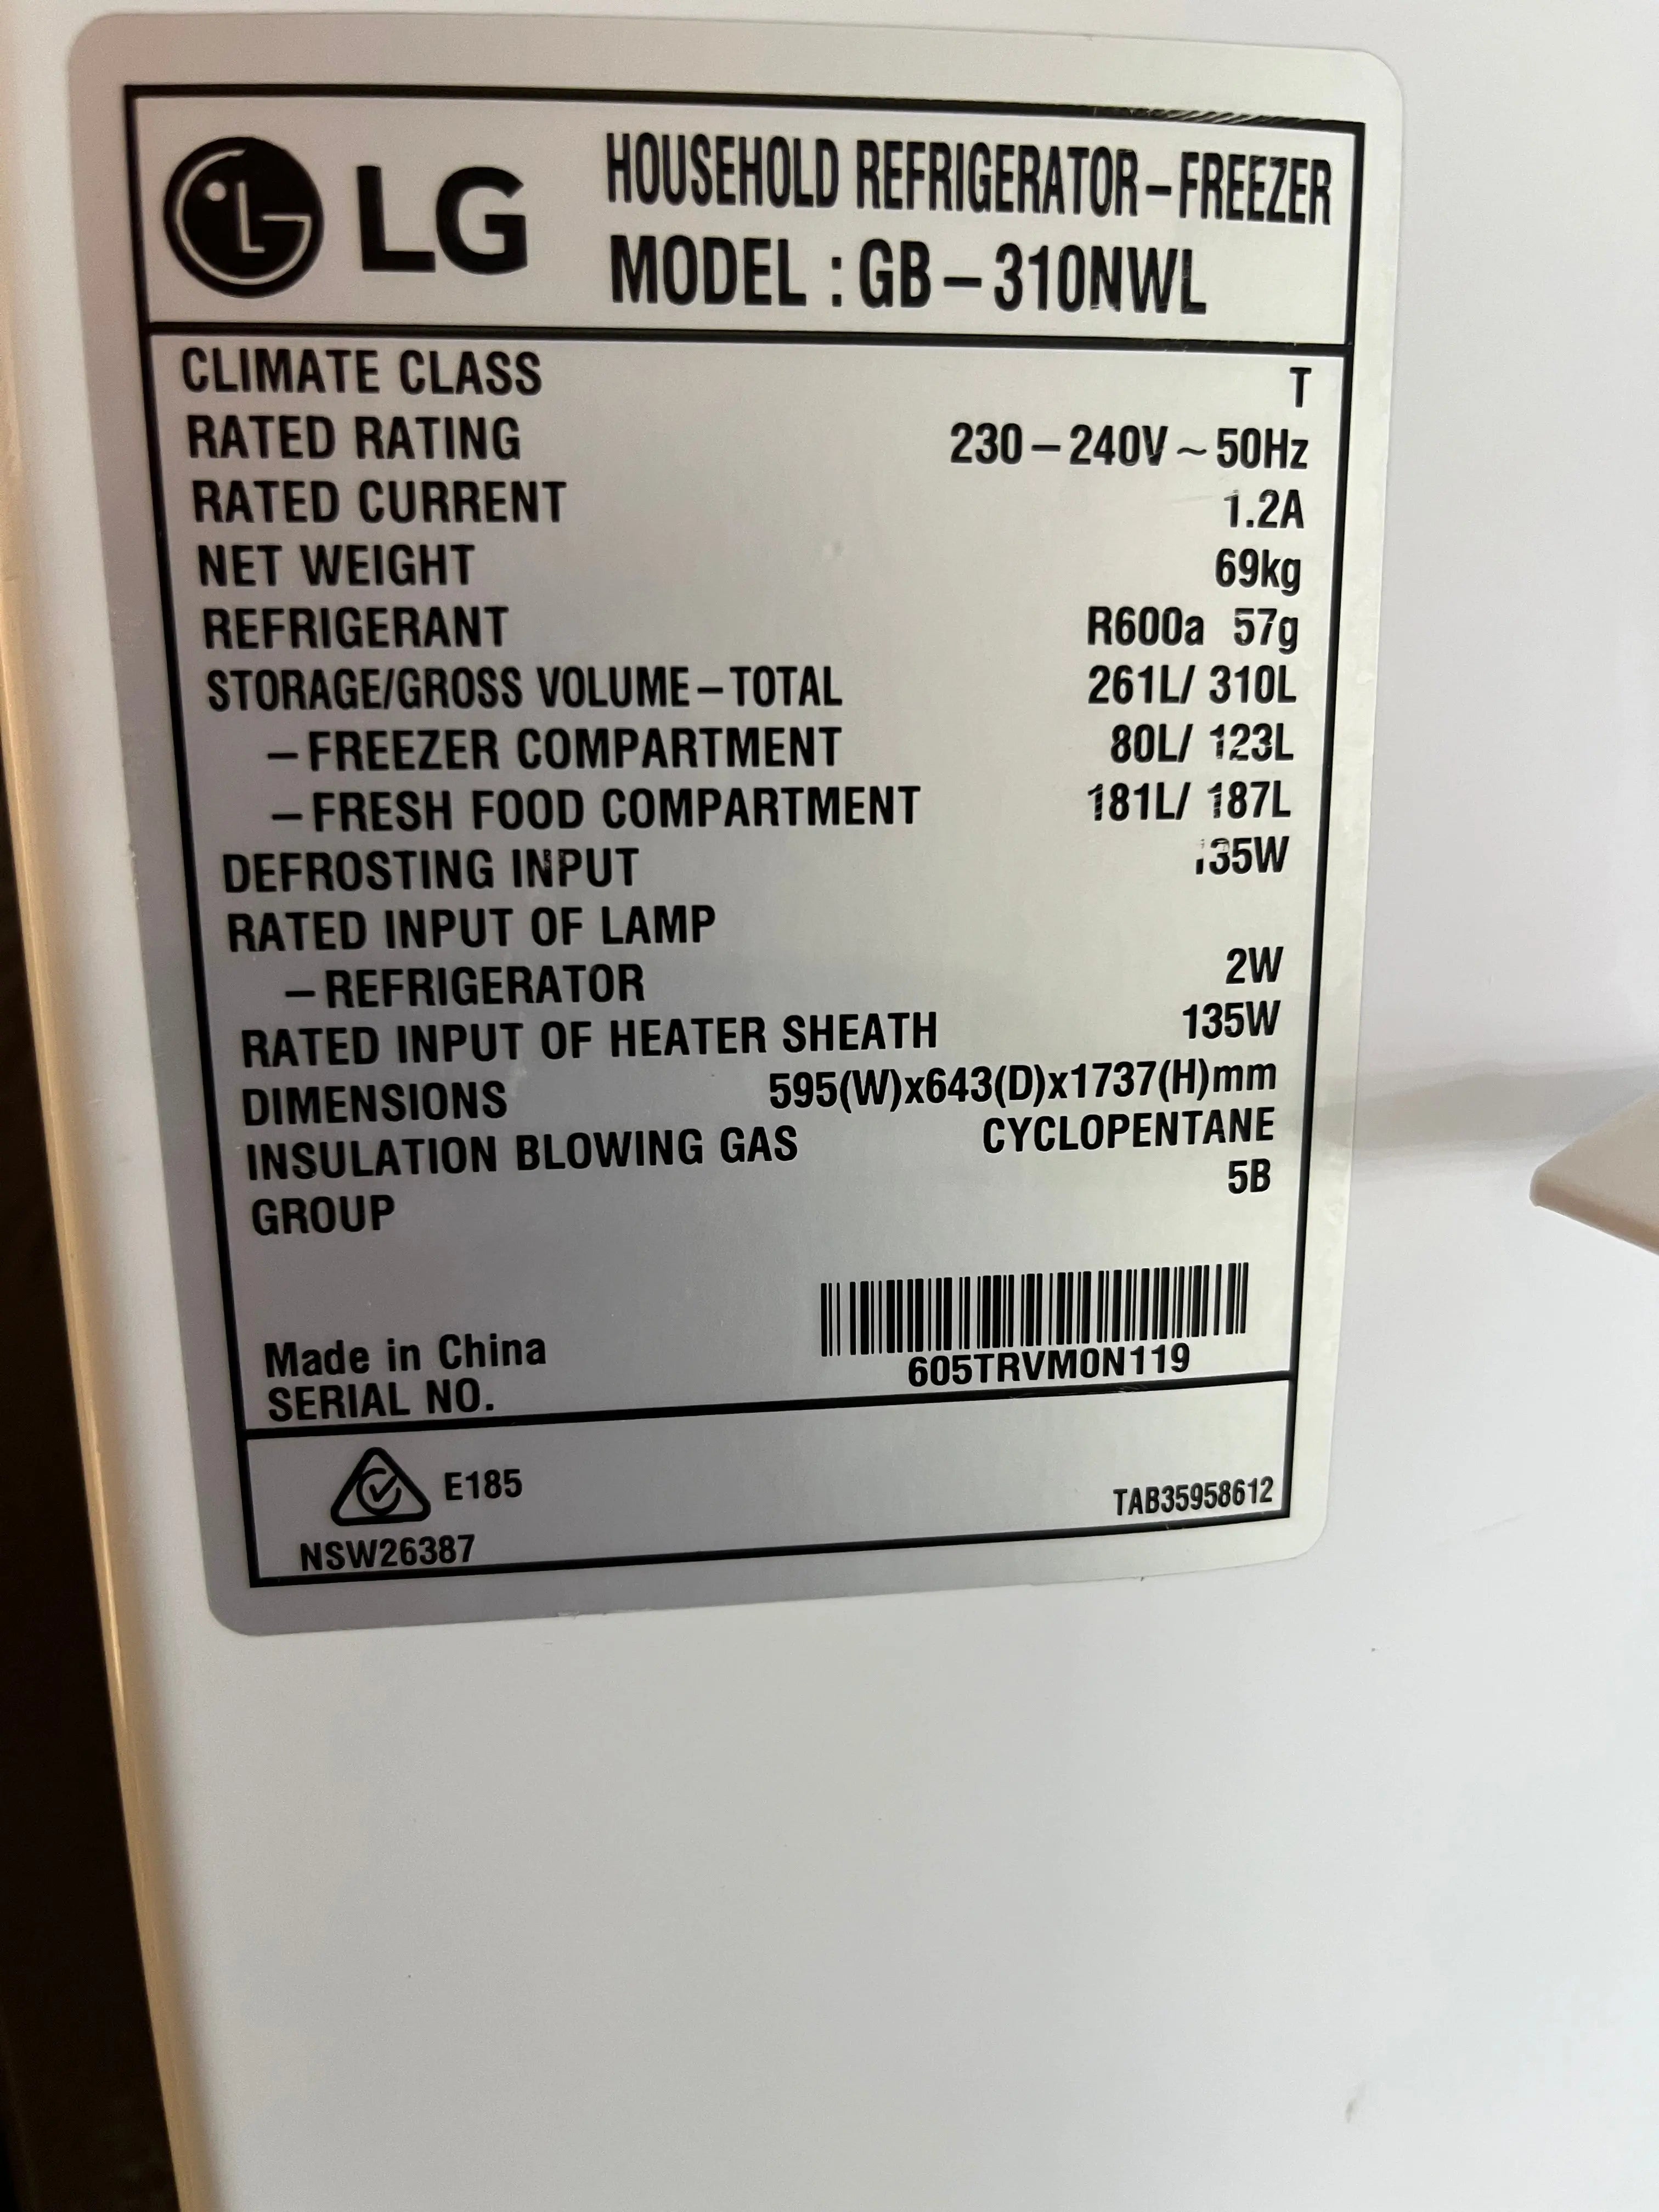 LG
HOUSEHOLD REFRIGERATOR–FREEZER
MODEL : GB–310NWL
CLIMATE CLASS T
RATED RATING 230–240V ~ 50Hz
RATED CURRENT 1.2A
NET WEIGHT 69kg
REFRIGERANT R600a 57g
STORAGE/GROSS VOLUME–TOTAL 261L/ 310L
–FREEZER COMPARTMENT 80L/ 123L
–FRESH FOOD COMPARTMENT 181L/ 187L
DEFROSTING INPUT 135W
RATED INPUT OF LAMP
–REFRIGERATOR 2W
RATED INPUT OF HEATER SHEATH 135W
DIMENSIONS 595(W)x643(D)x1737(H)mm
INSULATION BLOWING GAS CYCLOPENTANE
GROUP 5B
Made in China
SERIAL NO. 605TRVM0N119
E185
NSW26387
TAB35958612